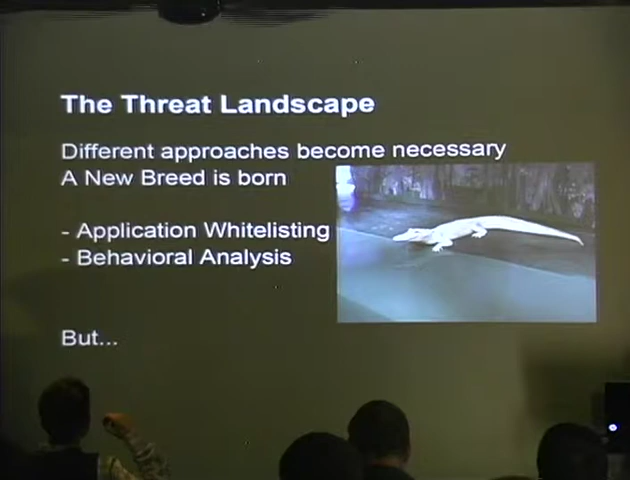 The Threat Landscape
Different approaches become necessary
A New Breed is born
- Application Whitelisting
- Behavioral Analysis
But...